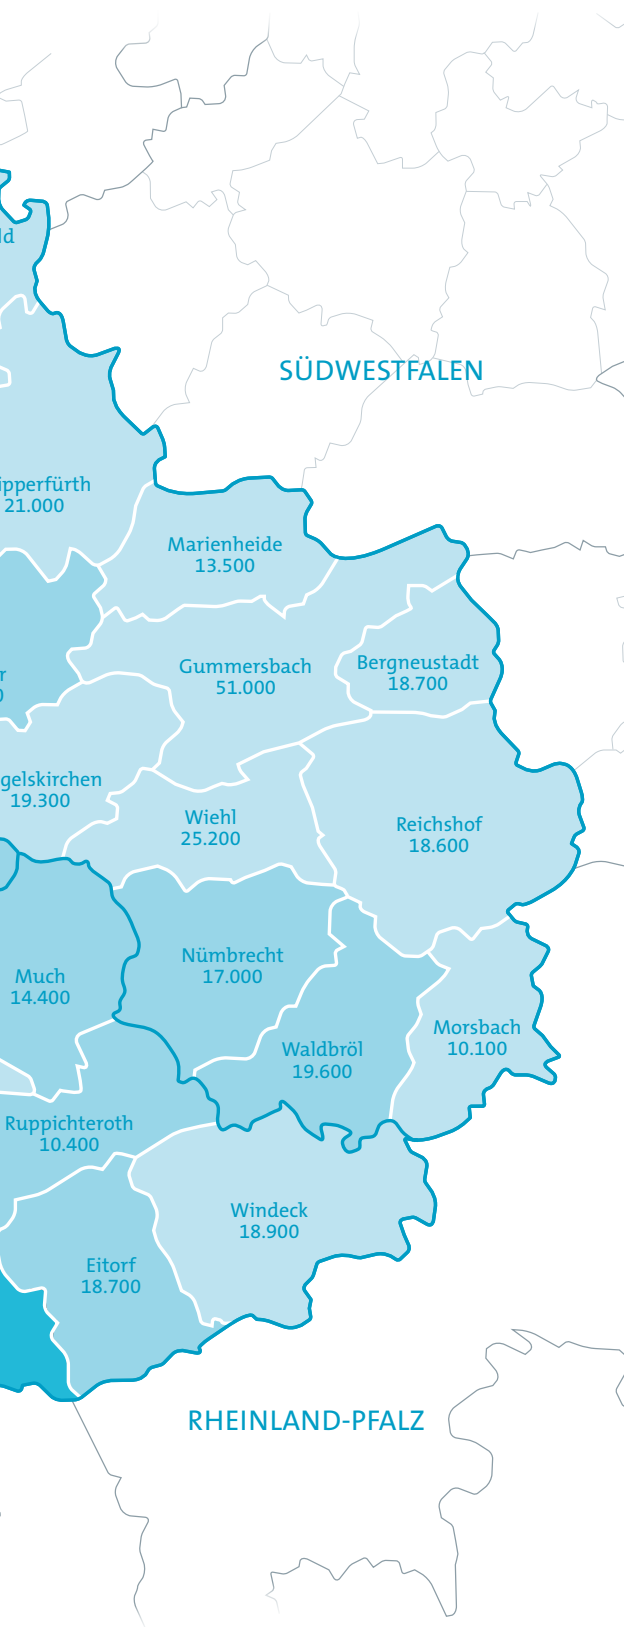 ld
SÜDWESTFALEN
ipperfürth
21.000
Marienheide
13.500
Gummersbach
51.000
Bergneustadt
18.700
r
0
gelskirchen
19.300
Wiehl
25.200
Reichshof
18.600
Nümbrecht
17.000
Much
14.400
Morsbach
10.100
Waldbröl
19.600
Ruppichteroth
10.400
Windeck
18.900
Eitorf
18.700
RHEINLAND-PFALZ